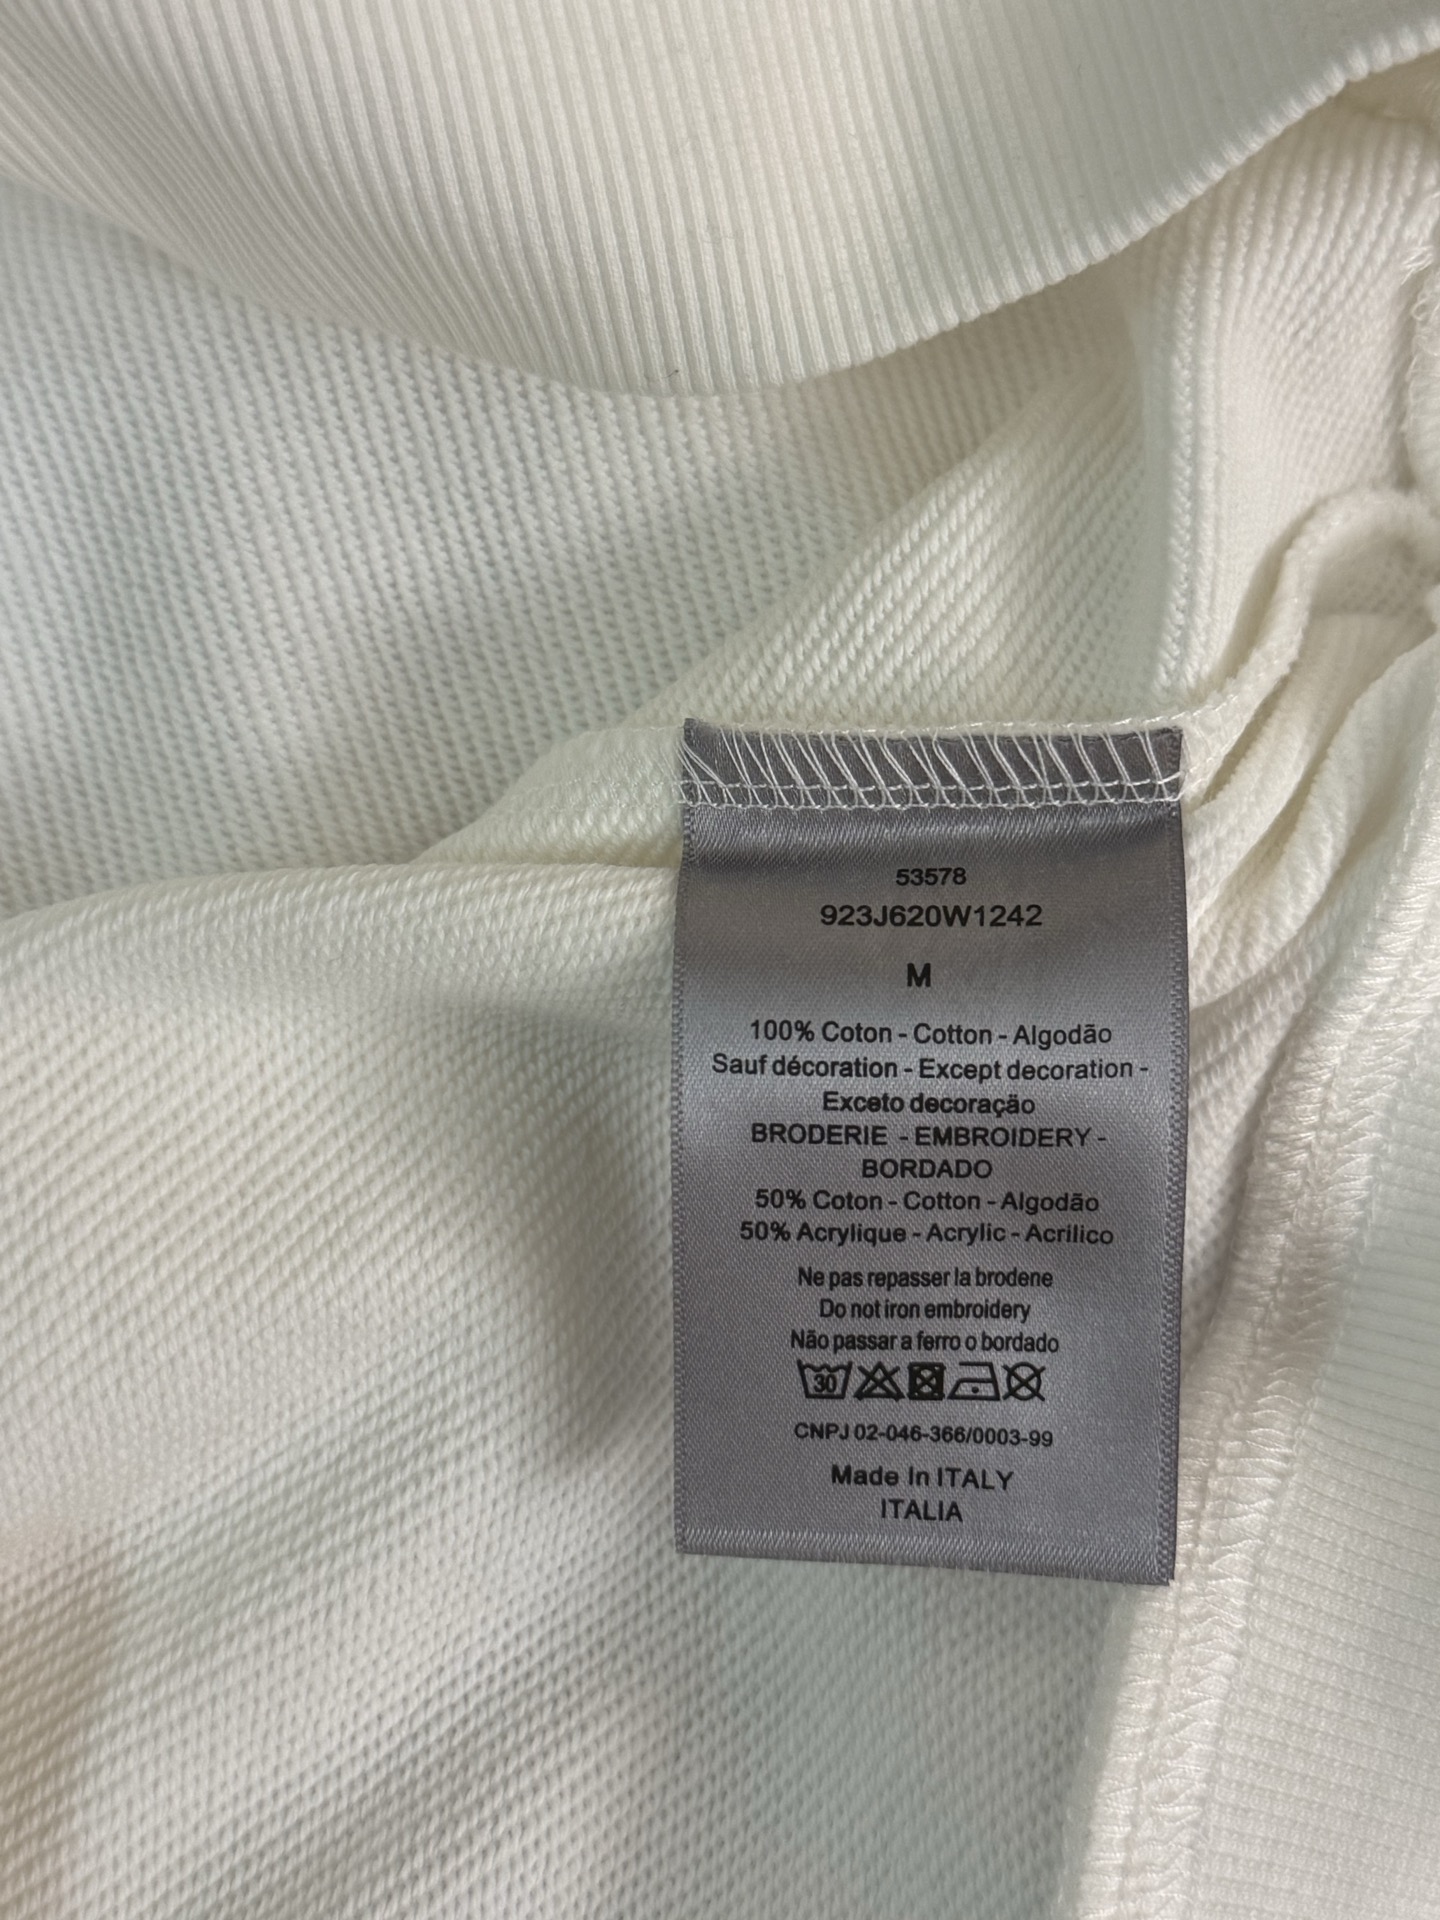 53578
923J620W1242
M
100% Coton - Cotton - Algodão
Sauf décoration - Except decoration -
Exceto decoração
BRODERIE - EMBROIDERY -
BORDADO
50% Coton - Cotton - Algodão
50% Acrylique - Acrylic - Acrilico
Ne pas repasser la brodene
Do not iron embroidery
Não passar a ferro o bordado
30
CNPJ 02-046-366/0003-99
Made In ITALY
ITALIA